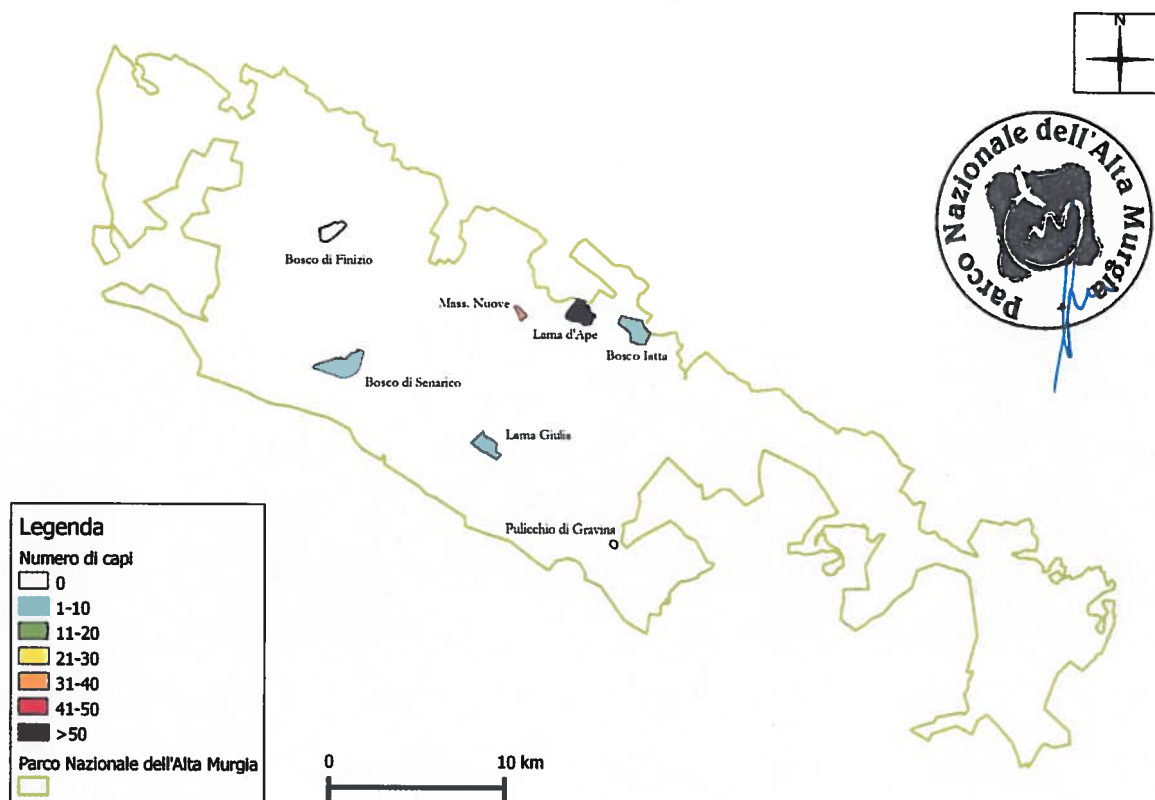 N
Parco Nazionale dell'Alta Murgia
Bosco di Finizio
Mass. Nuove
Lama d'Ape
Bosco Iatta
Bosco di Senarico
Lama Giulia
Pulicchio di Gravina
Legenda
Numero di capi
0
1-10
11-20
21-30
31-40
41-50
>50
Parco Nazionale dell'Alta Murgia
0 10 km